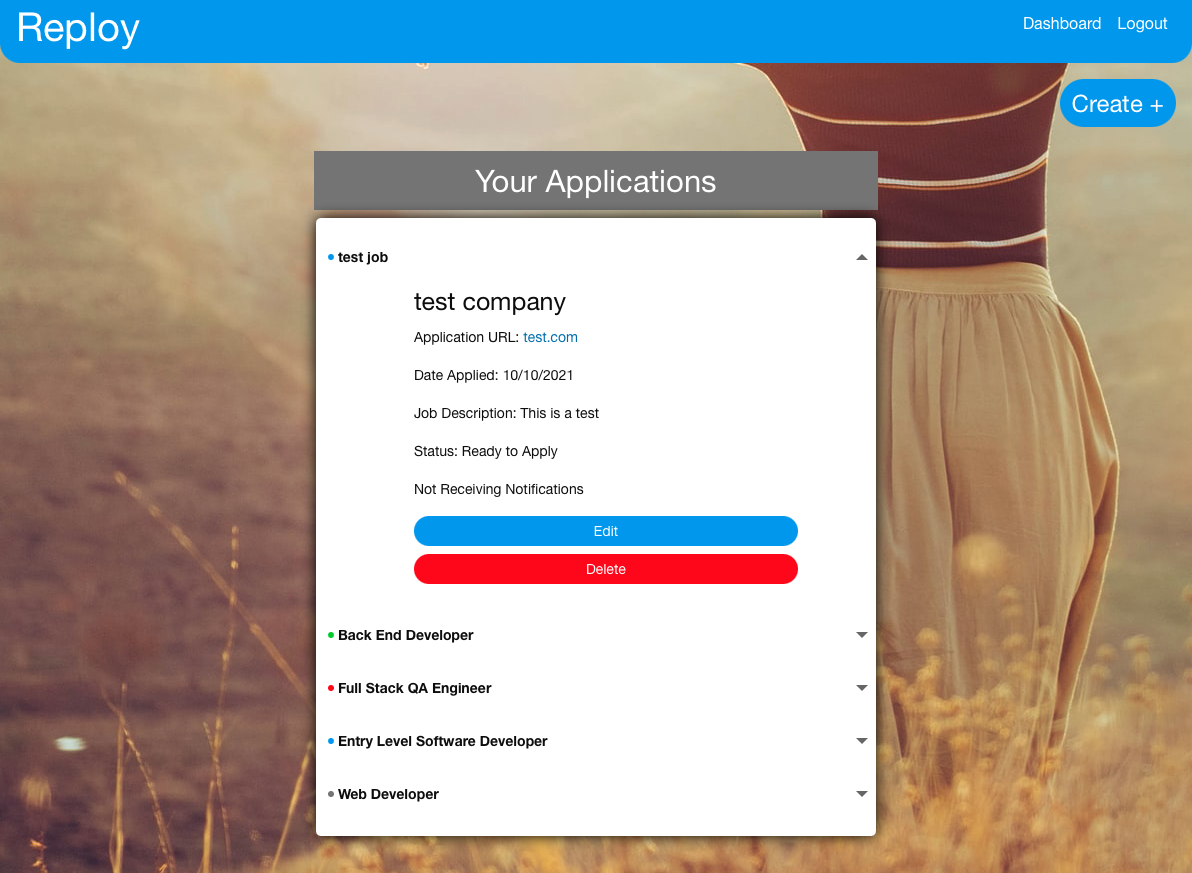 Reploy
Dashboard Logout
Create +
Your Applications
test job
test company
Application URL: test.com
Date Applied: 10/10/2021
Job Description: This is a test
Status: Ready to Apply
Not Receiving Notifications
Edit
Delete
Back End Developer
Full Stack QA Engineer
Entry Level Software Developer
Web Developer